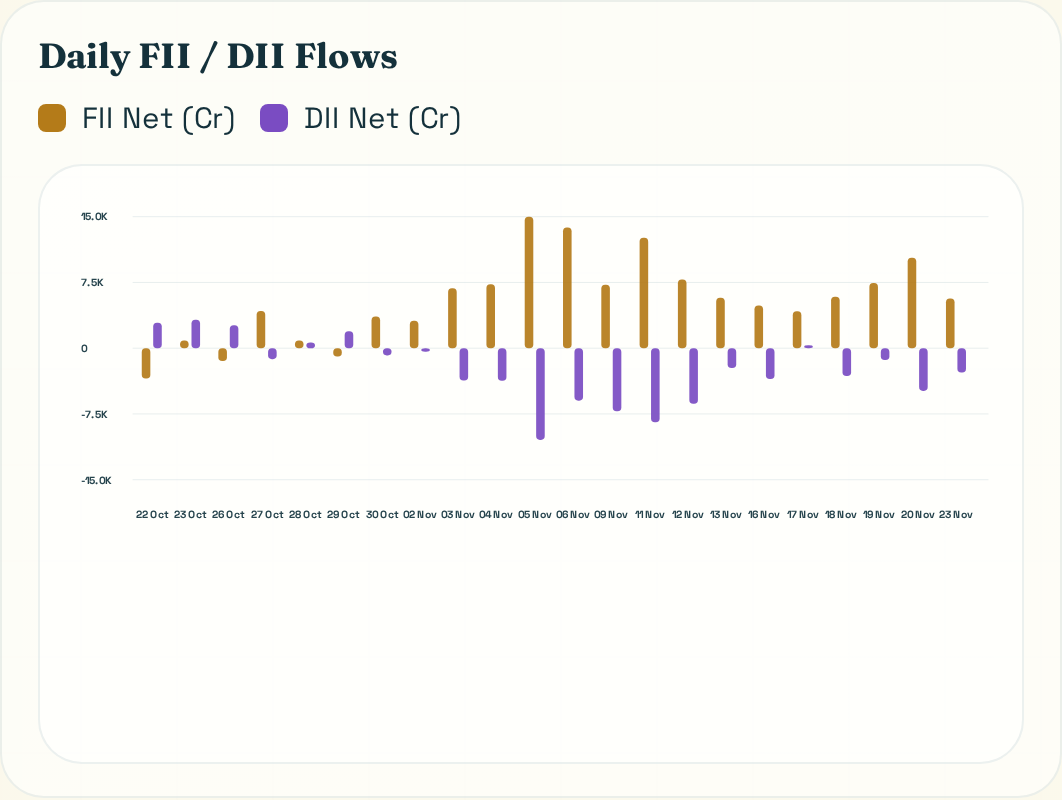 Daily FII / DII Flows
FII Net (Cr) DII Net (Cr)
15.0K
7.5K
0
-7.5K
-15.0K
22 Oct 23 Oct 26 Oct 27 Oct 28 Oct 29 Oct 30 Oct 02 Nov 03 Nov 04 Nov 05 Nov 06 Nov 09 Nov 11 Nov 12 Nov 13 Nov 16 Nov 17 Nov 18 Nov 19 Nov 20 Nov 23 Nov